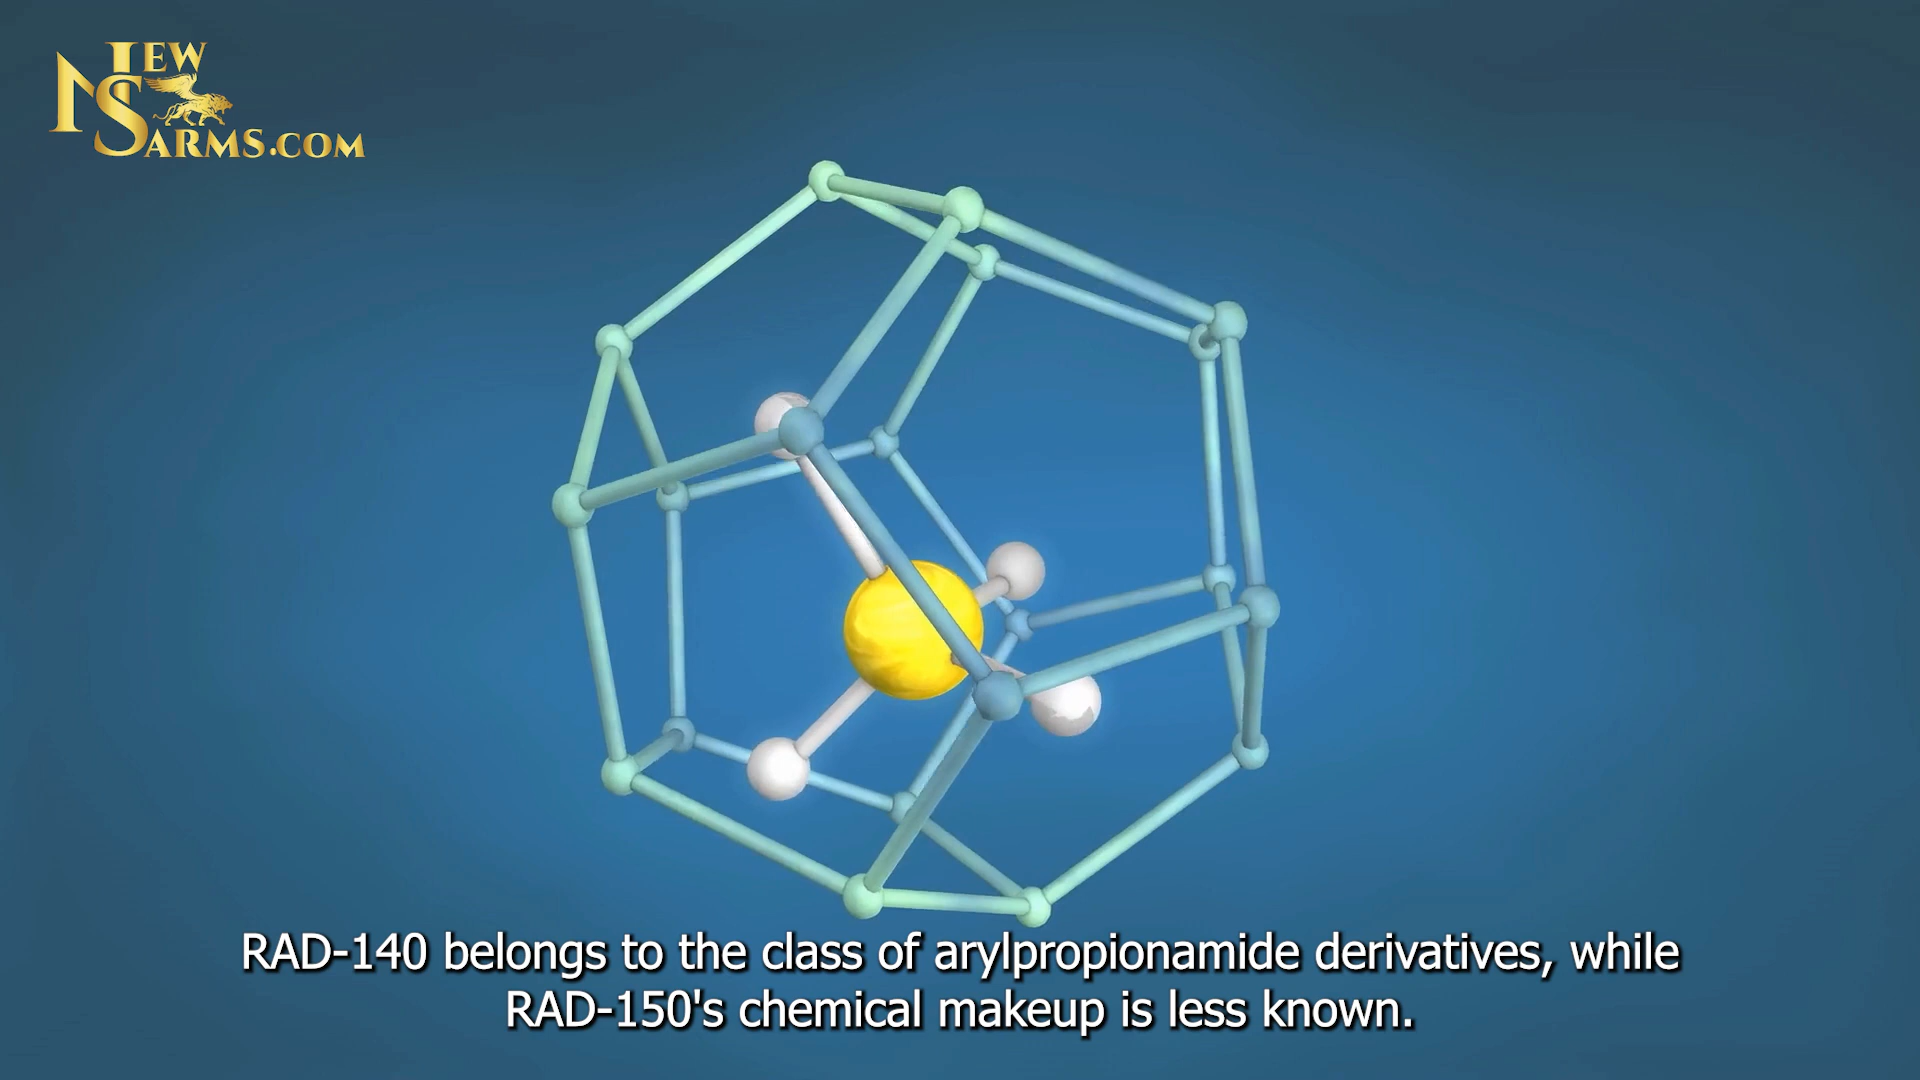 NEW
SARMS.COM
RAD-140 belongs to the class of arylpropionamide derivatives, while
RAD-150's chemical makeup is less known.